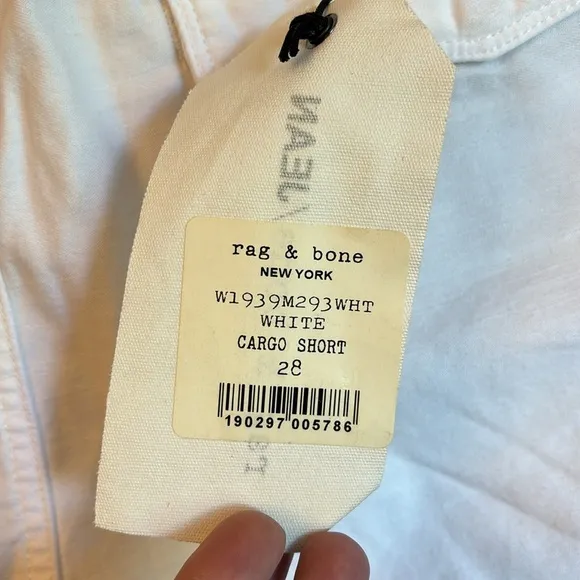 rag & bone
NEW YORK
W1939M293WHT
WHITE
CARGO SHORT
28
190297 005786